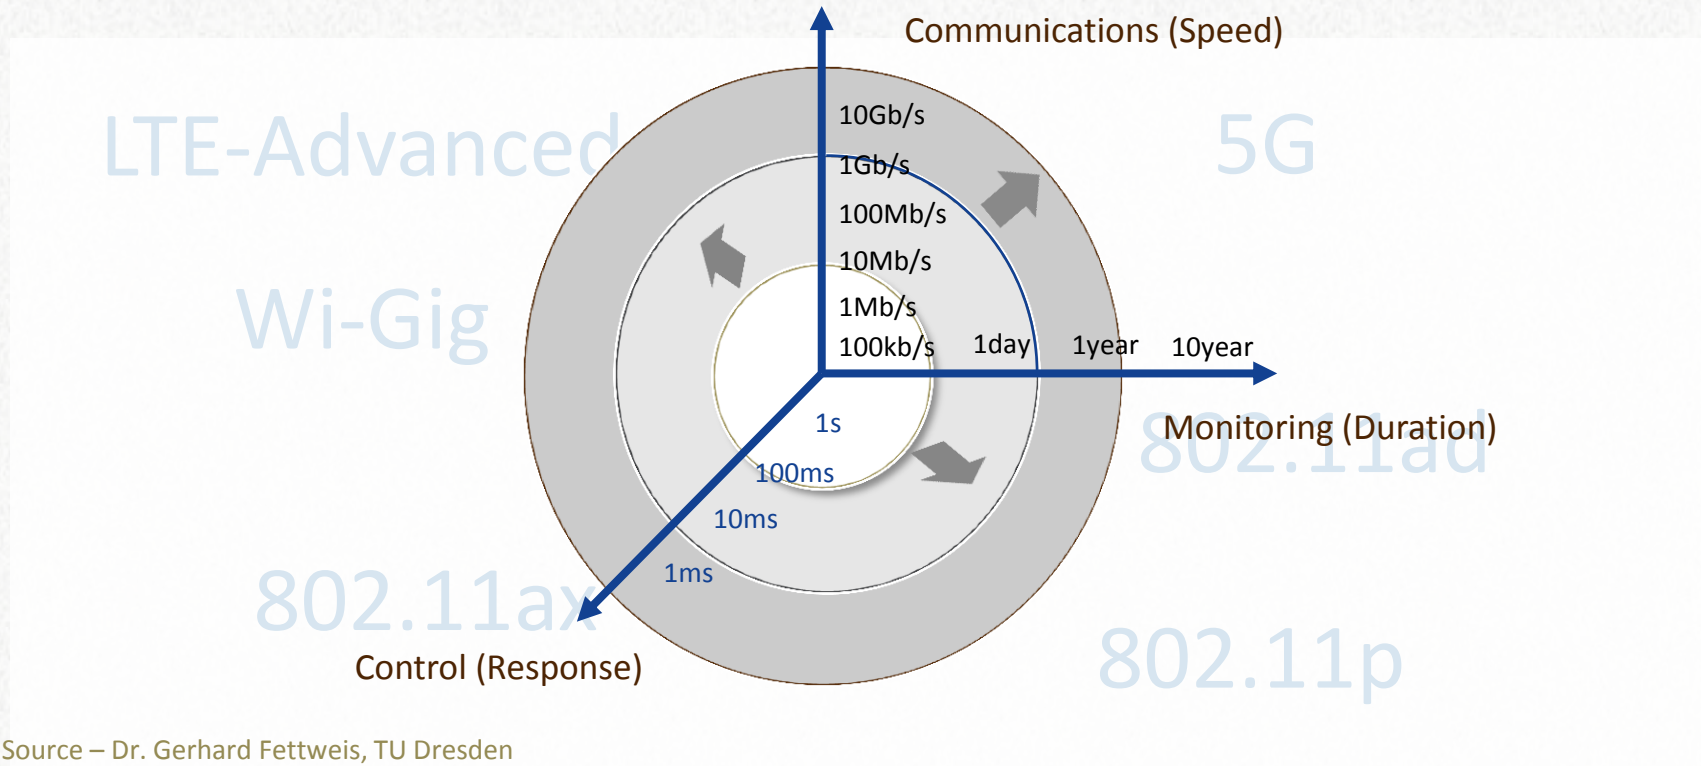 Communications (Speed)
LTE-Advanced
10Gb/s
5G
1Gb/s
100Mb/s
10Mb/s
Wi-Gig
1Mb/s
100kb/s
1day
1year
10year
1s
Monitoring (Duration)
802.11ad
100ms
10ms
1ms
802.11ax
Control (Response)
802.11p
Source – Dr. Gerhard Fettweis, TU Dresden